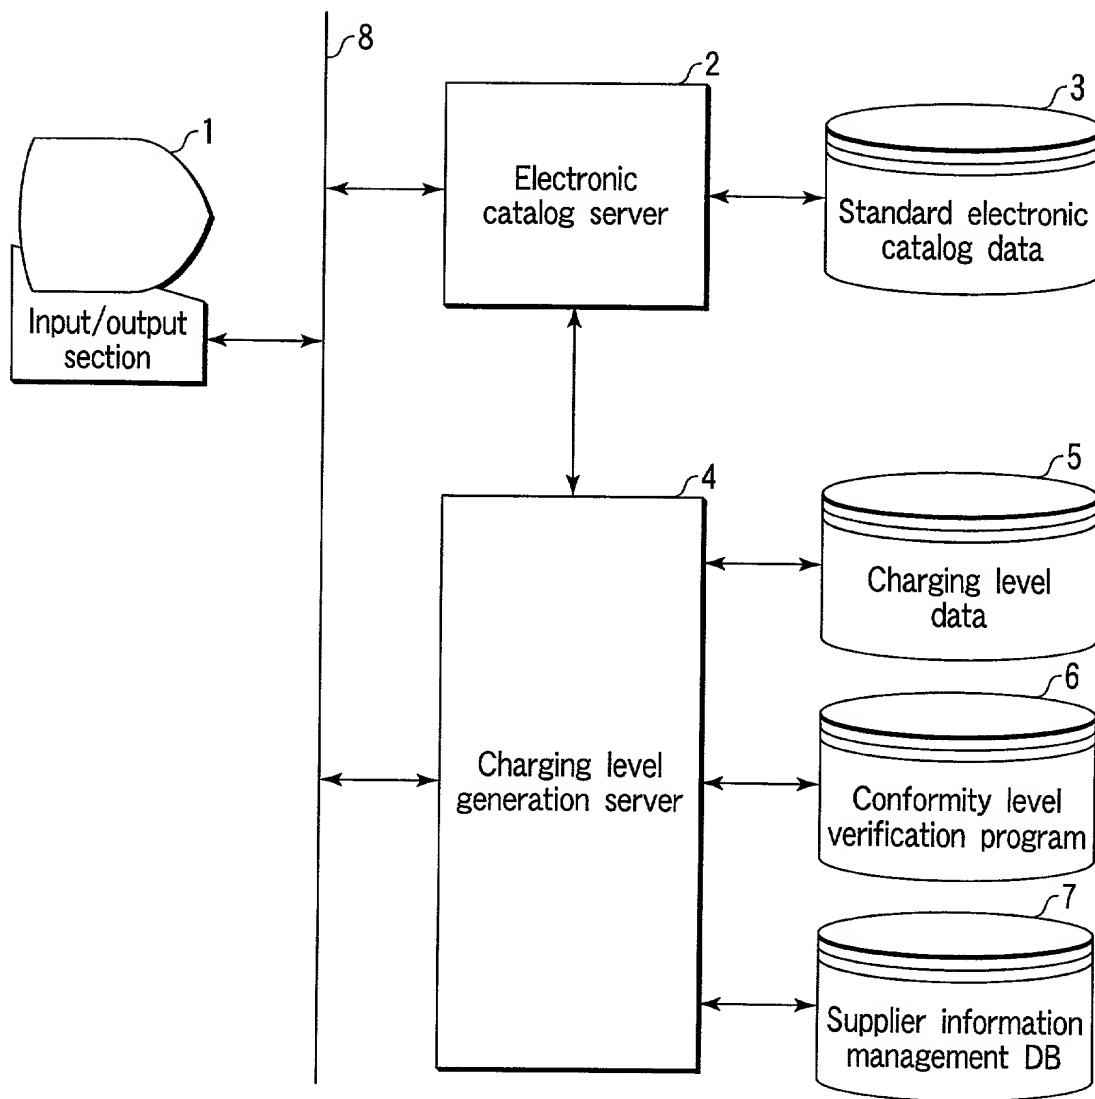 8
1
Input/output
section
2
Electronic
catalog server
3
Standard electronic
catalog data
4
Charging level
generation server
5
Charging level
data
6
Conformity level
verification program
7
Supplier information
management DB